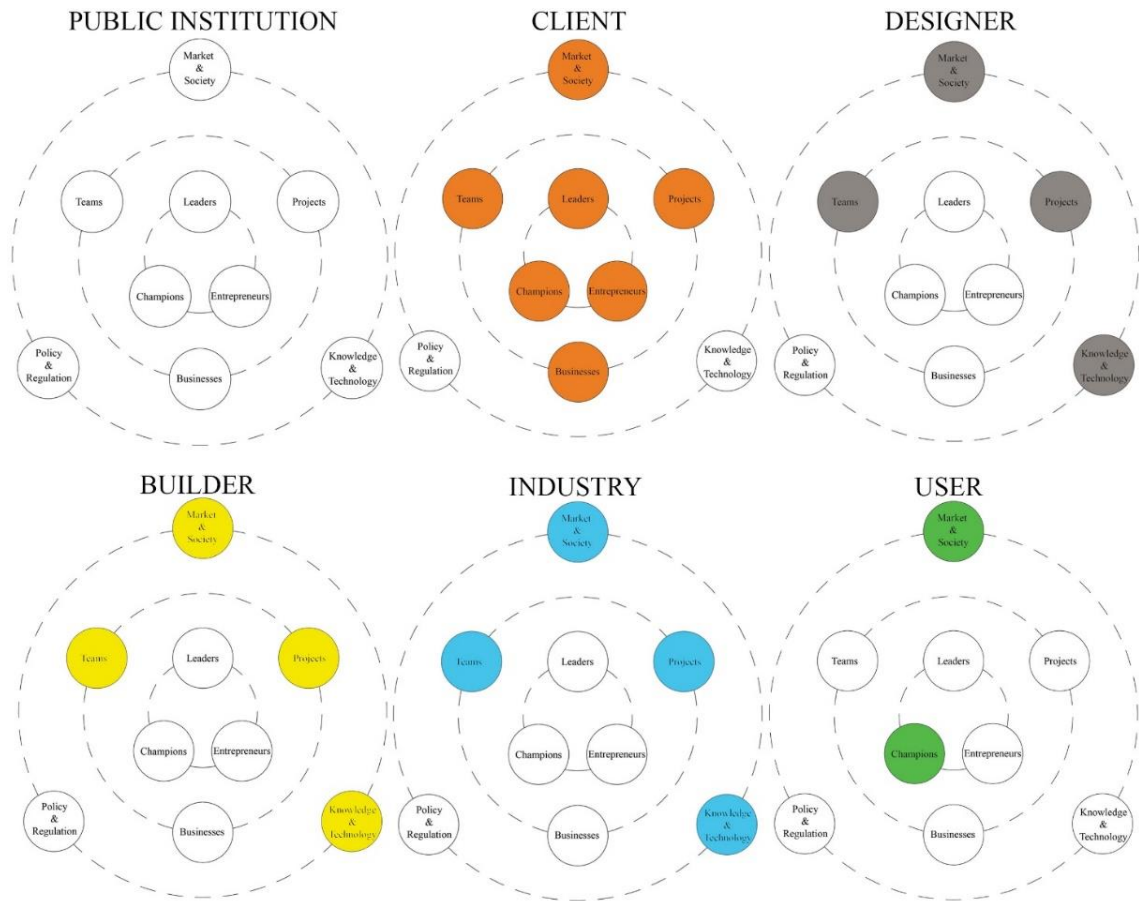 PUBLIC INSTITUTION
Market
&
Society
Teams
Leaders
Projects
Champions
Entrepreneurs
Policy
&
Regulation
Businesses
Knowledge
&
Technology
CLIENT
Market
&
Society
Teams
Leaders
Projects
Champions
Entrepreneurs
Policy
&
Regulation
Businesses
Knowledge
&
Technology
DESIGNER
Market
&
Society
Teams
Leaders
Projects
Champions
Entrepreneurs
Policy
&
Regulation
Businesses
Knowledge
&
Technology
BUILDER
Market
&
Society
Teams
Leaders
Projects
Champions
Entrepreneurs
Policy
&
Regulation
Businesses
Knowledge
&
Technology
INDUSTRY
Market
&
Society
Teams
Leaders
Projects
Champions
Entrepreneurs
Policy
&
Regulation
Businesses
Knowledge
&
Technology
USER
Market
&
Society
Teams
Leaders
Projects
Champions
Entrepreneurs
Policy
&
Regulation
Businesses
Knowledge
&
Technology